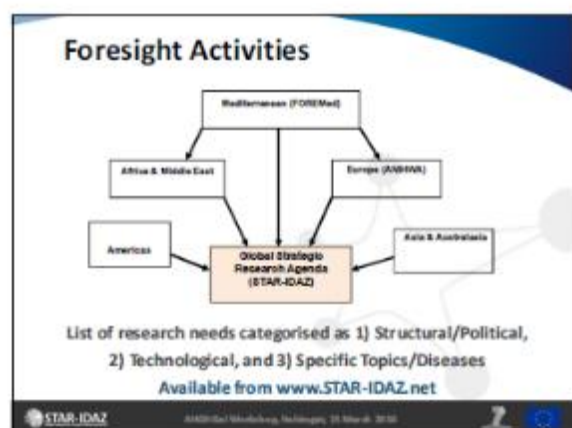 Foresight Activities
Mediterranean (FOREMed)
Africa & Middle East
Europe (ANIHWA)
Americas
Asia & Australasia
Global Strategic
Research Agenda
(STAR-IDAZ)
List of research needs categorised as 1) Structural/Political,
2) Technological, and 3) Specific Topics/Diseases
Available from www.STAR-IDAZ.net
STAR-IDAZ